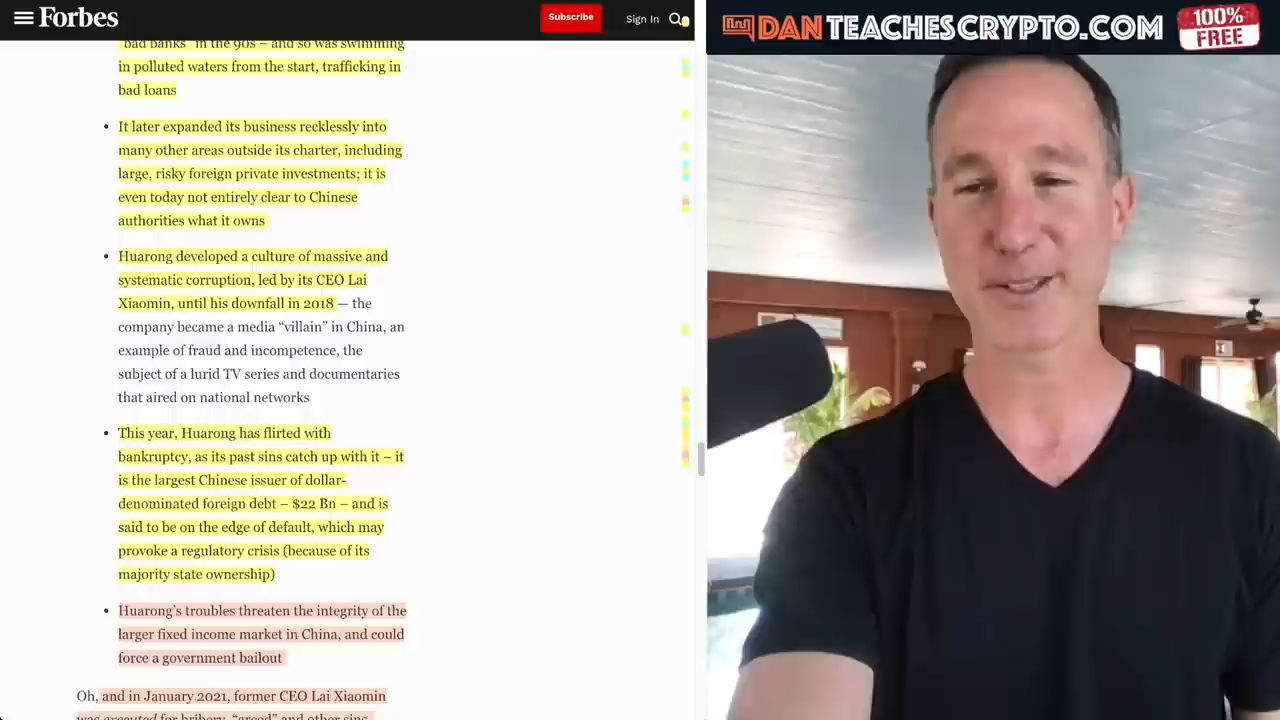 Forbes
Subscribe
Sign In
"bad banks" in the 90s – and so was swimming
in polluted waters from the start, trafficking in
bad loans
• It later expanded its business recklessly into
many other areas outside its charter, including
large, risky foreign private investments; it is
even today not entirely clear to Chinese
authorities what it owns
• Huarong developed a culture of massive and
systematic corruption, led by its CEO Lai
Xiaomin, until his downfall in 2018 — the
company became a media “villain” in China, an
example of fraud and incompetence, the
subject of a lurid TV series and documentaries
that aired on national networks
• This year, Huarong has flirted with
bankruptcy, as its past sins catch up with it – it
is the largest Chinese issuer of dollar-
denominated foreign debt – $22 Bn – and is
said to be on the edge of default, which may
provoke a regulatory crisis (because of its
majority state ownership)
• Huarong’s troubles threaten the integrity of the
larger fixed income market in China, and could
force a government bailout
Oh, and in January 2021, former CEO Lai Xiaomin
was executed for bribery, “greed” and other sins
DANTEACHESCRYPTO.COM
100%
FREE